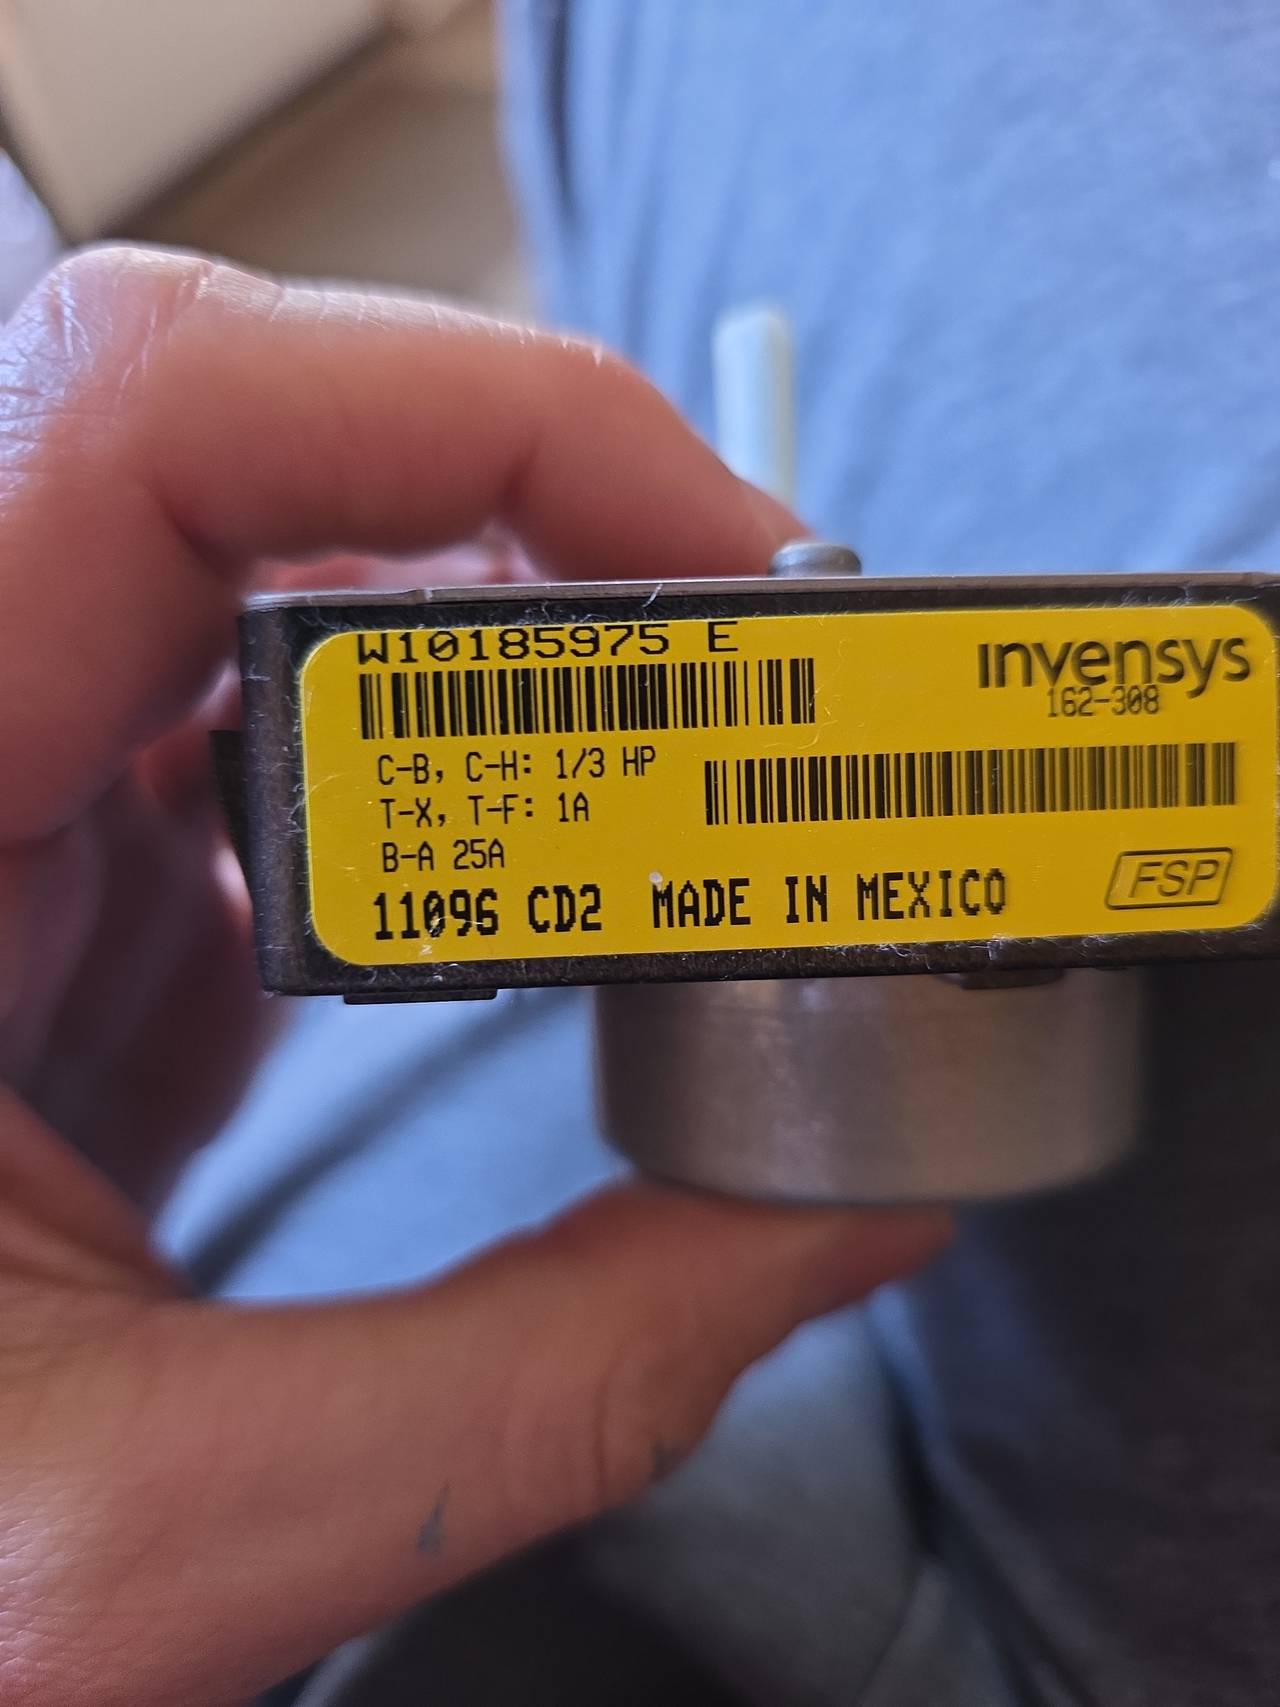 W10185975 E
invensys
162-308
C-B, C-H: 1/3 HP
T-X, T-F: 1A
B-A 25A
11096 CD2 MADE IN MEXICO
FSP